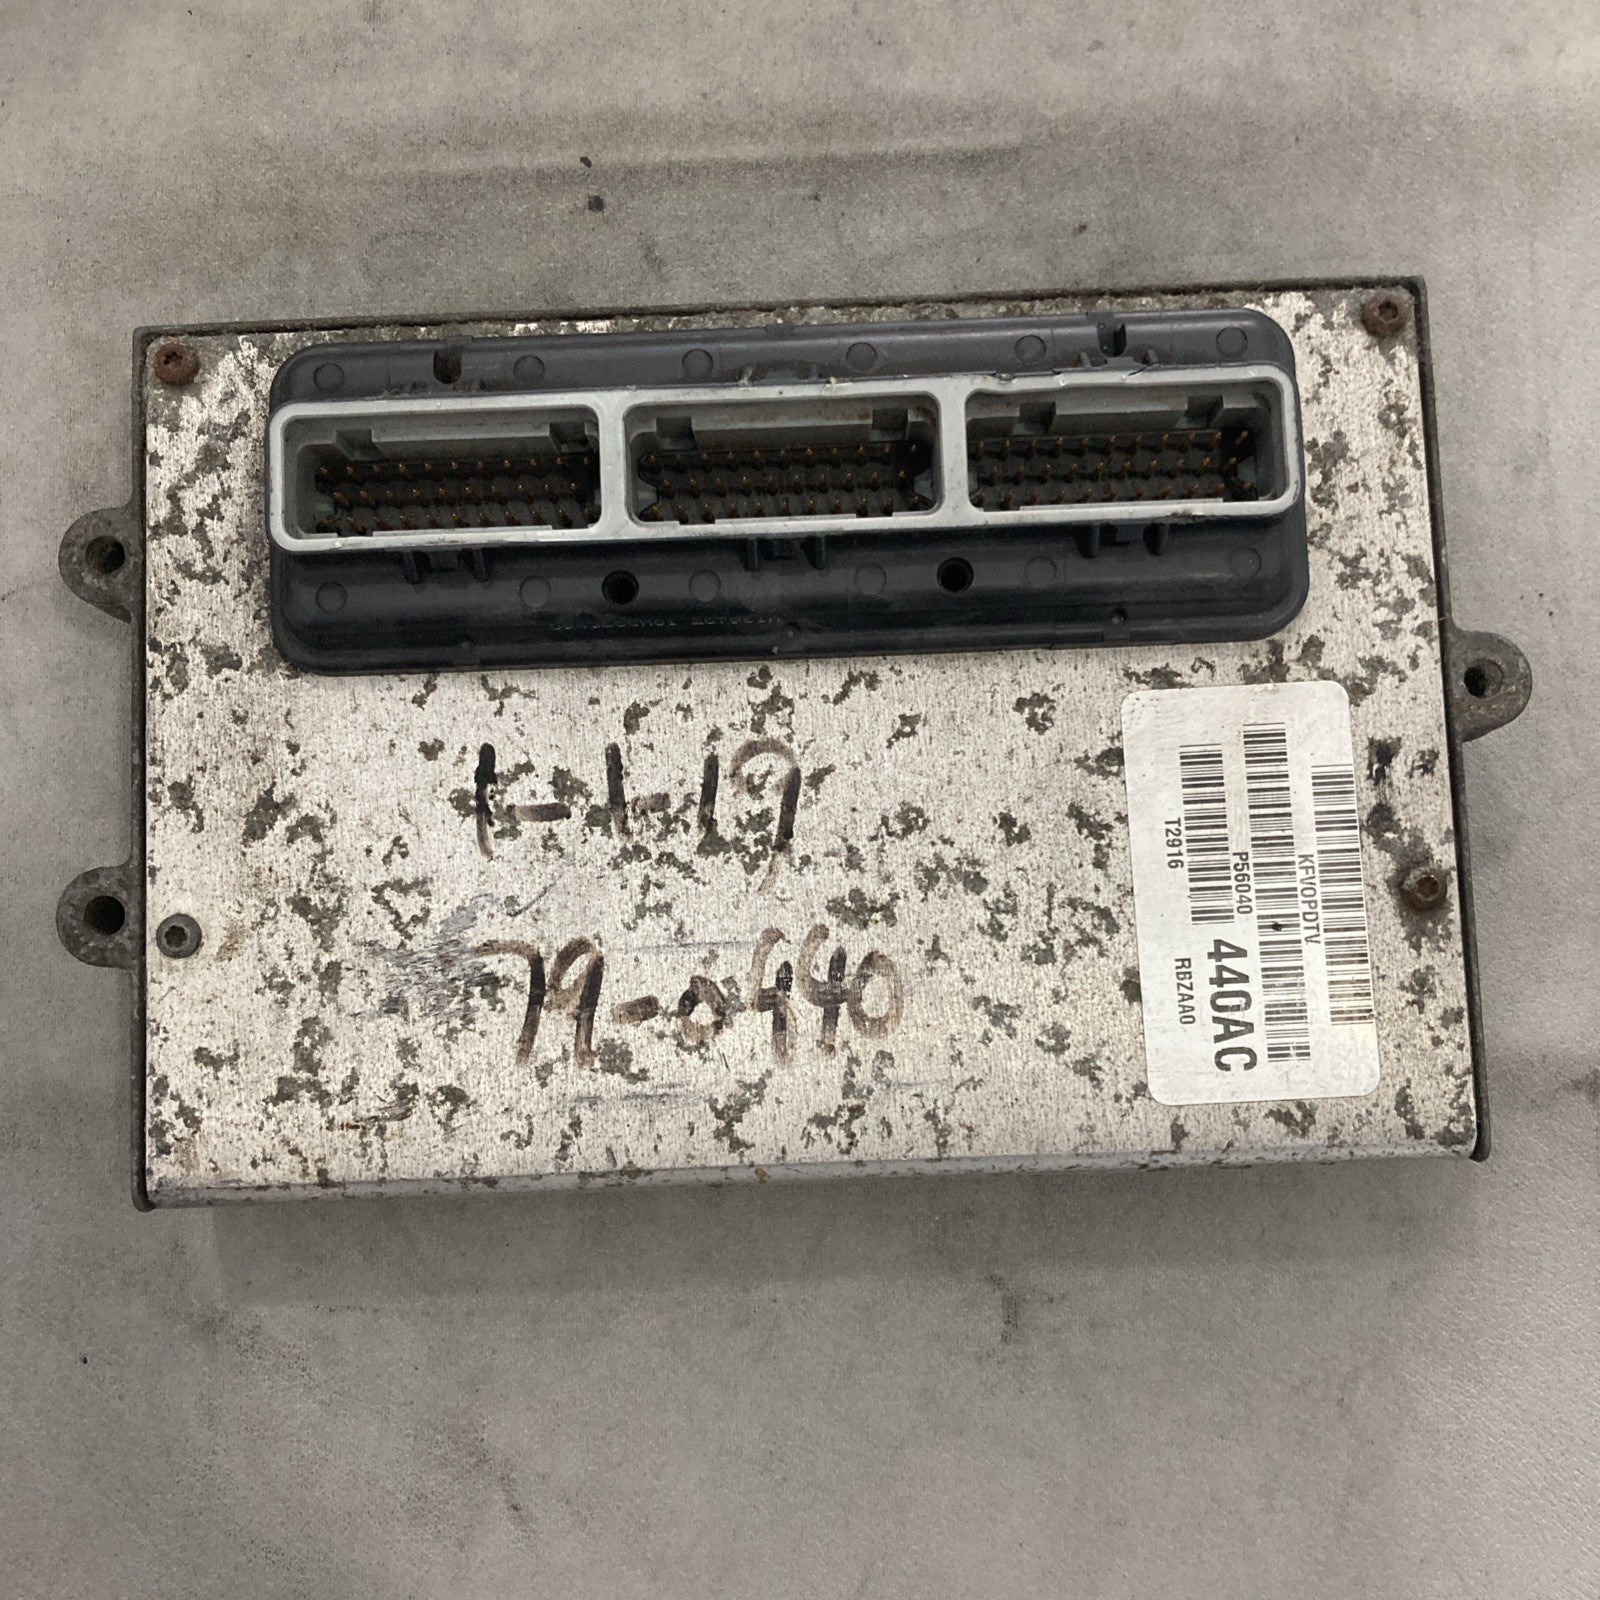 1-1-19
79-0440
KFVOPDTV
P56040 440AC
T2916 RBZAA0